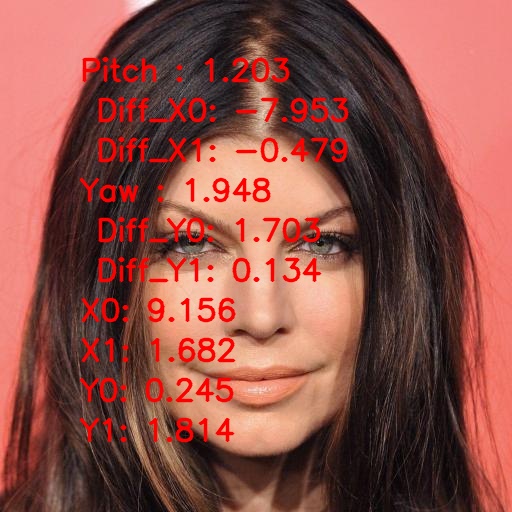 Pitch : 1.203
Diff_X0: -7.953
Diff_X1: -0.479
Yaw : 1.948
Diff_Y0: 1.703
Diff_Y1: 0.134
X0: 9.156
X1: 1.682
Y0: 0.245
Y1: 1.814